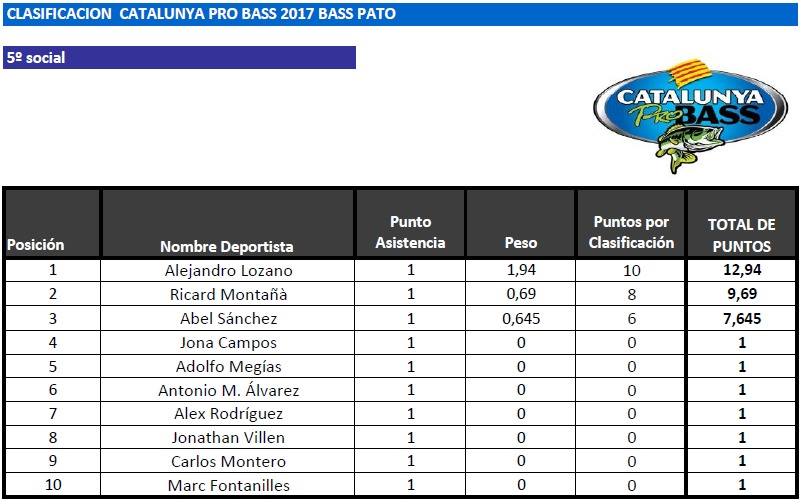 CLASIFICACION CATALUNYA PRO BASS 2017 BASS PATO
5º social
CATALUNYA
PRO BASS
Posición Nombre Deportista Punto Asistencia Peso Puntos por Clasificación TOTAL DE PUNTOS
1 Alejandro Lozano 1 1,94 10 12,94
2 Ricard Montañà 1 0,69 8 9,69
3 Abel Sánchez 1 0,645 6 7,645
4 Jona Campos 1 0 0 1
5 Adolfo Megías 1 0 0 1
6 Antonio M. Álvarez 1 0 0 1
7 Alex Rodríguez 1 0 0 1
8 Jonathan Villen 1 0 0 1
9 Carlos Montero 1 0 0 1
10 Marc Fontanilles 1 0 0 1